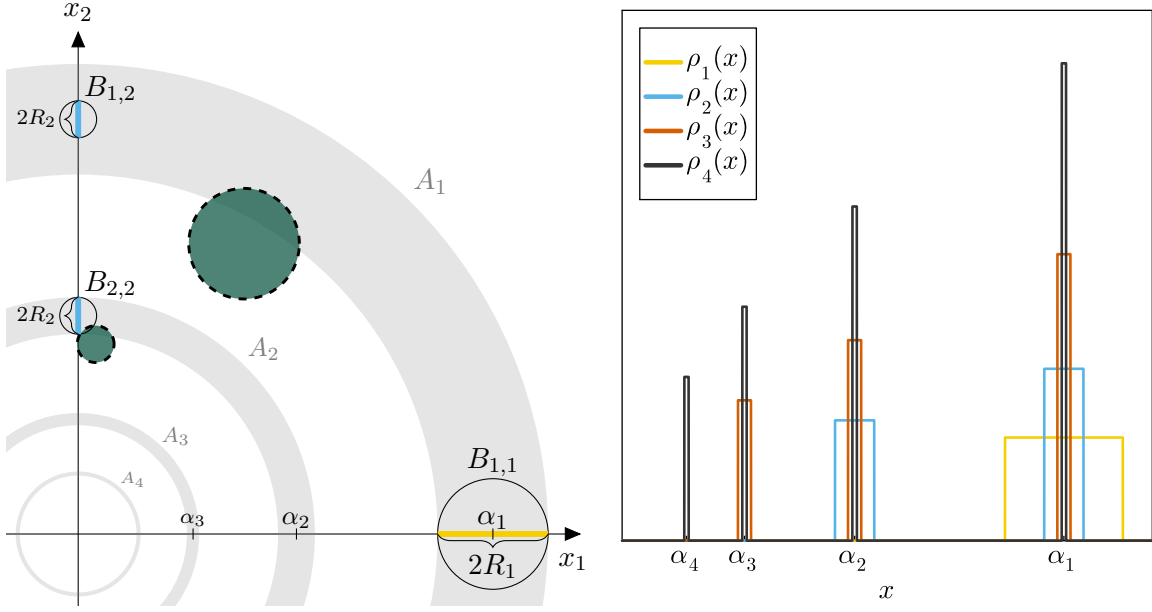 x₂
B₁,₂
2R₂
A₁
B₂,₂
2R₂
A₂
A₃
A₄
B₁,₁
α₃
α₂
α₁
2R₁
x₁
ρ₁(x)
ρ₂(x)
ρ₃(x)
ρ₄(x)
α₄
α₃
α₂
α₁
x